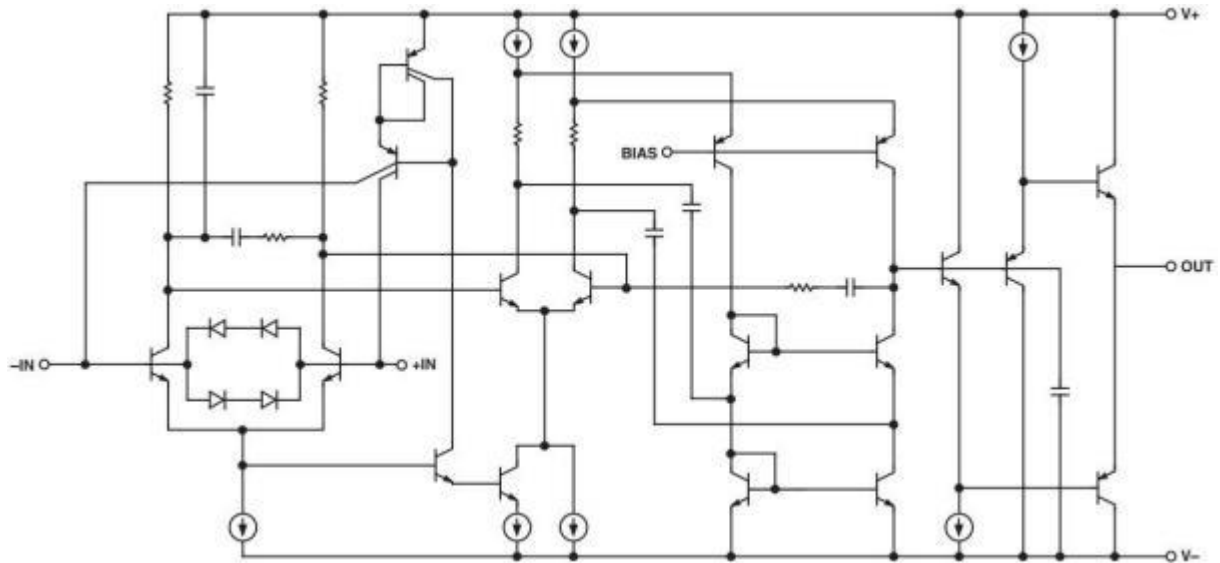 V+
BIAS
OUT
–IN
+IN
V–